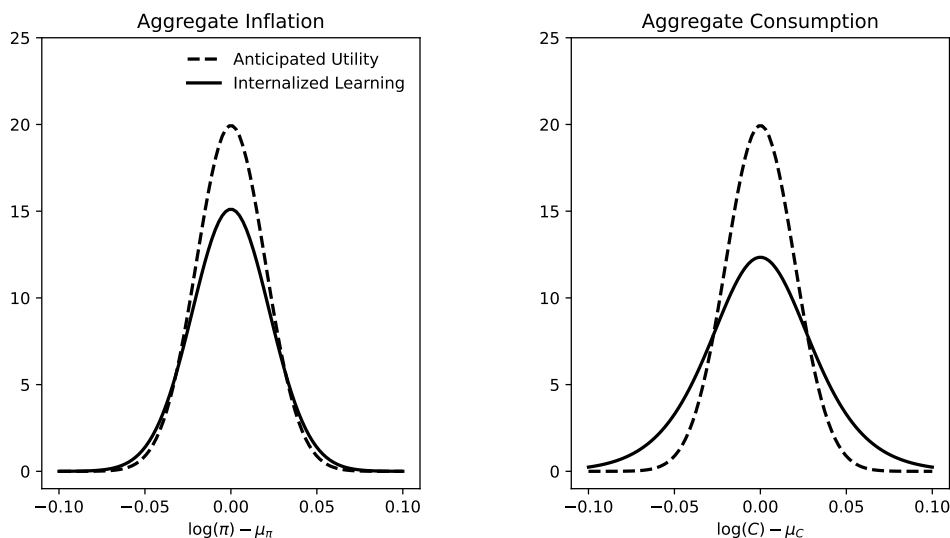 Aggregate Inflation
25
20
15
10
5
0
−0.10 −0.05 0.00 0.05 0.10
log(π) − μπ
Anticipated Utility
Internalized Learning
Aggregate Consumption
25
20
15
10
5
0
−0.10 −0.05 0.00 0.05 0.10
log(C) − μC